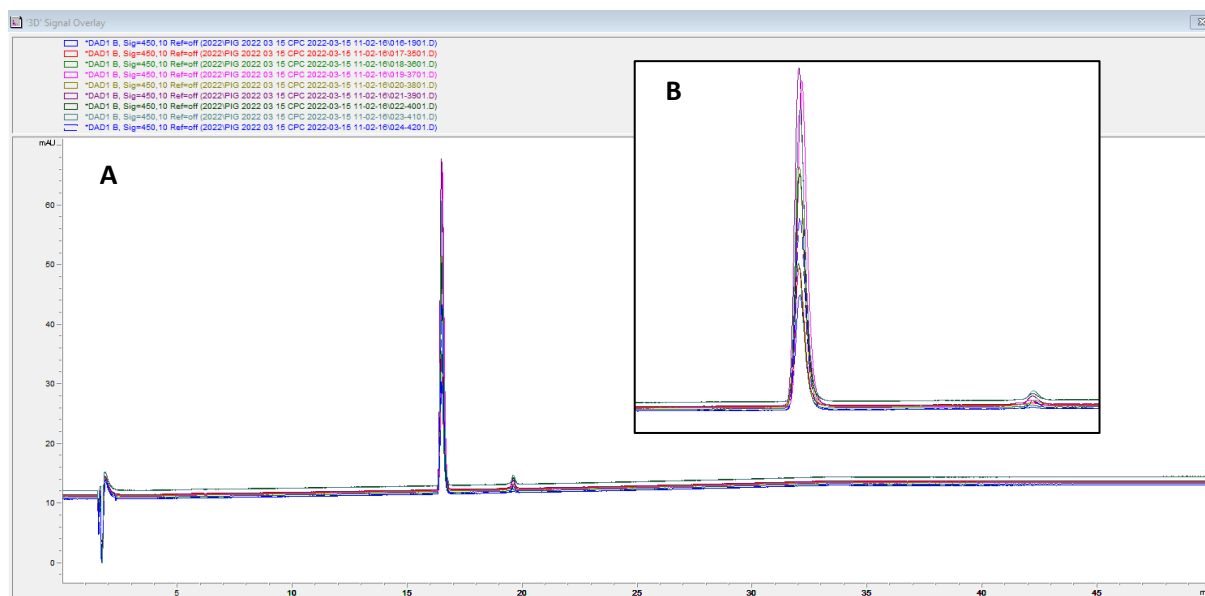 '3D' Signal Overlay
*DAD1 B, Sig=450,10 Ref=off (2022\PIG 2022 03 15 CPC 2022-03-15 11-02-16\016-1901.D)
*DAD1 B, Sig=450,10 Ref=off (2022\PIG 2022 03 15 CPC 2022-03-15 11-02-16\017-3501.D)
*DAD1 B, Sig=450,10 Ref=off (2022\PIG 2022 03 15 CPC 2022-03-15 11-02-16\018-3601.D)
*DAD1 B, Sig=450,10 Ref=off (2022\PIG 2022 03 15 CPC 2022-03-15 11-02-16\019-3701.D)
*DAD1 B, Sig=450,10 Ref=off (2022\PIG 2022 03 15 CPC 2022-03-15 11-02-16\020-3801.D)
*DAD1 B, Sig=450,10 Ref=off (2022\PIG 2022 03 15 CPC 2022-03-15 11-02-16\021-3901.D)
*DAD1 B, Sig=450,10 Ref=off (2022\PIG 2022 03 15 CPC 2022-03-15 11-02-16\022-4001.D)
*DAD1 B, Sig=450,10 Ref=off (2022\PIG 2022 03 15 CPC 2022-03-15 11-02-16\023-4101.D)
*DAD1 B, Sig=450,10 Ref=off (2022\PIG 2022 03 15 CPC 2022-03-15 11-02-16\024-4201.D)
mAU
A
B
60
50
40
30
20
10
0
5 10 15 20 25 30 35 40 45